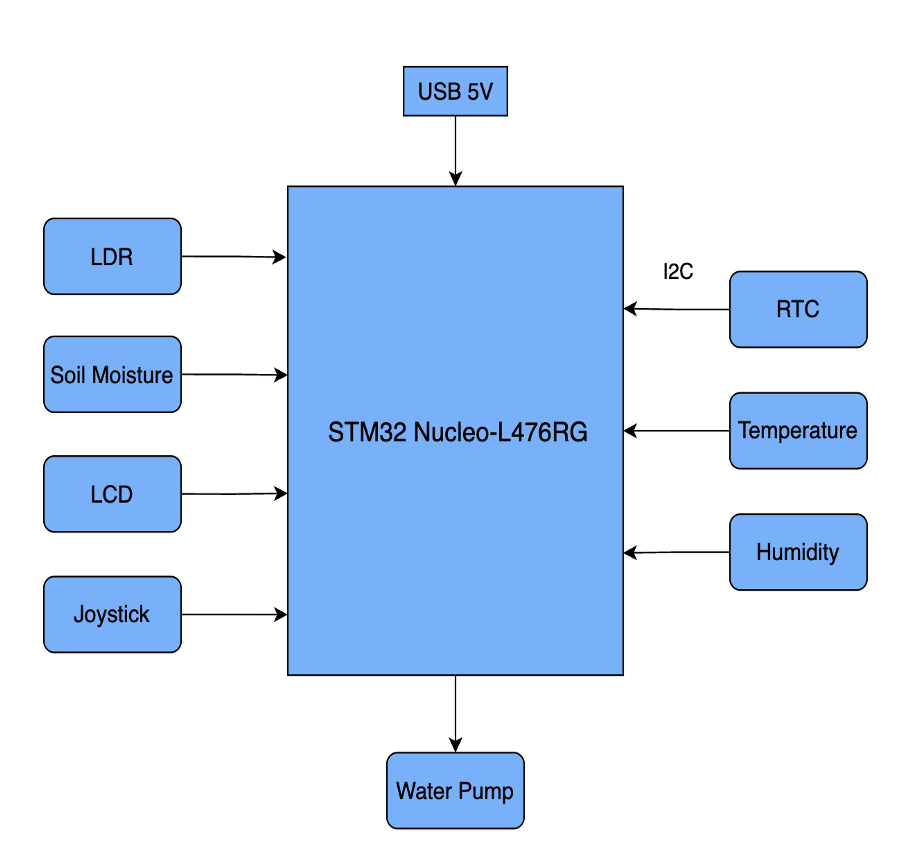 USB 5V
LDR
I2C
RTC
Soil Moisture
STM32 Nucleo-L476RG
Temperature
LCD
Humidity
Joystick
Water Pump